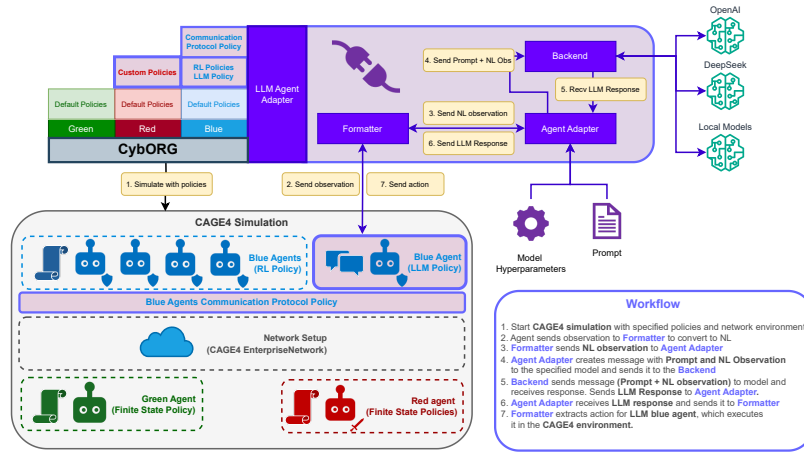 Communication
Protocol Policy
Custom Policies
RL Policies
LLM Policy
Default Policies
Default Policies
Default Policies
Green
Red
Blue
CybORG
LLM Agent
Adapter
Formatter
Agent Adapter
Backend
4. Send Prompt + NL Obs
5. Recv LLM Response
3. Send NL observation
6. Send LLM Response
OpenAI
DeepSeek
Local Models
1. Simulate with policies
2. Send observation
7. Send action
Model
Hyperparameters
Prompt
CAGE4 Simulation
Blue Agents
(RL Policy)
Blue Agent
(LLM Policy)
Blue Agents Communication Protocol Policy
Network Setup
(CAGE4 EnterpriseNetwork)
Green Agent
(Finite State Policy)
Red agent
(Finite State Policies)
Workflow
1. Start CAGE4 simulation with specified policies and network environment
2. Agent sends observation to Formatter to convert to NL
3. Formatter sends NL observation to Agent Adapter
4. Agent Adapter creates message with Prompt and NL Observation
to the specified model and sends it to the Backend
5. Backend sends message (Prompt + NL observation) to model and
receives response. Sends LLM Response to Agent Adapter.
6. Agent Adapter receives LLM response and sends it to Formatter
7. Formatter extracts action for LLM blue agent, which executes
it in the CAGE4 environment.